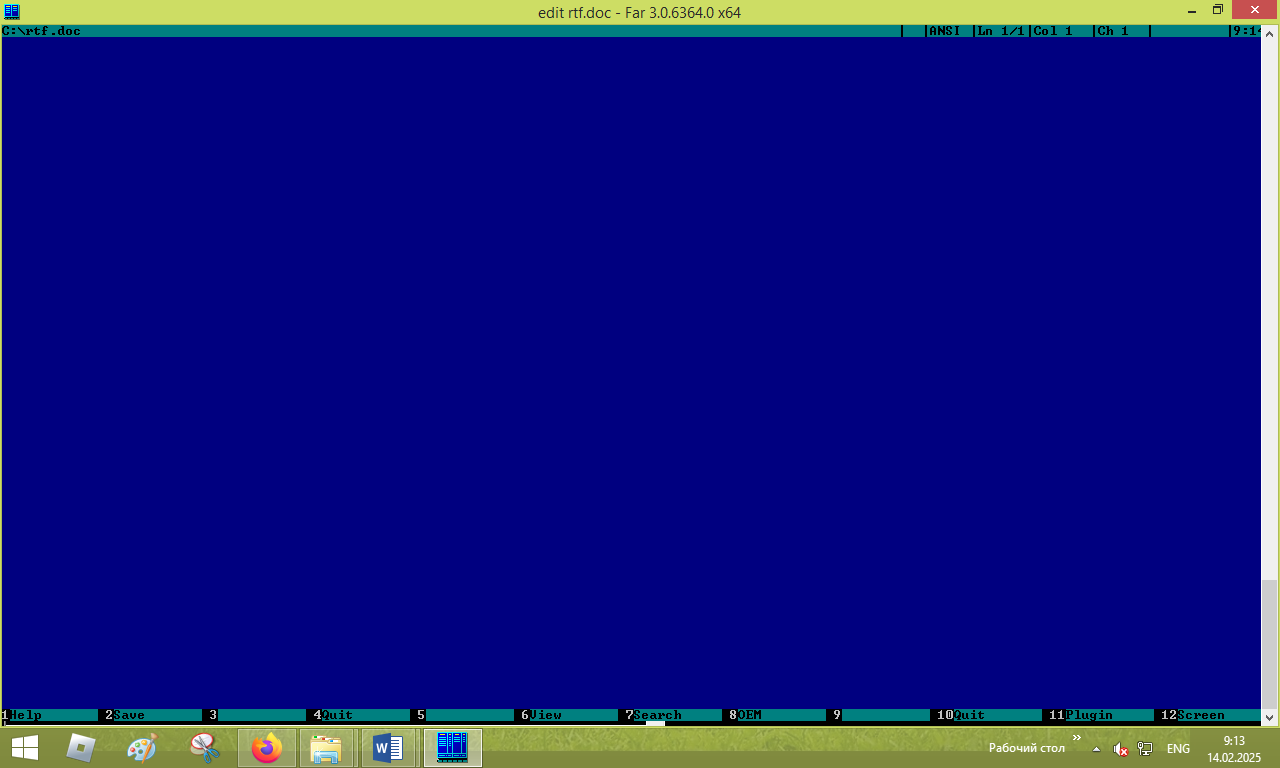 edit rtf.doc - Far 3.0.6364.0 x64
C:\rtf.doc ANSI Ln 1/1 Col 1 Ch 1 9:14
1Help 2Save 3 4Quit 5 6View 7Search 8OEM 9 10Quit 11Plugin 12Screen
Рабочий стол » ENG 9:13
14.02.2025